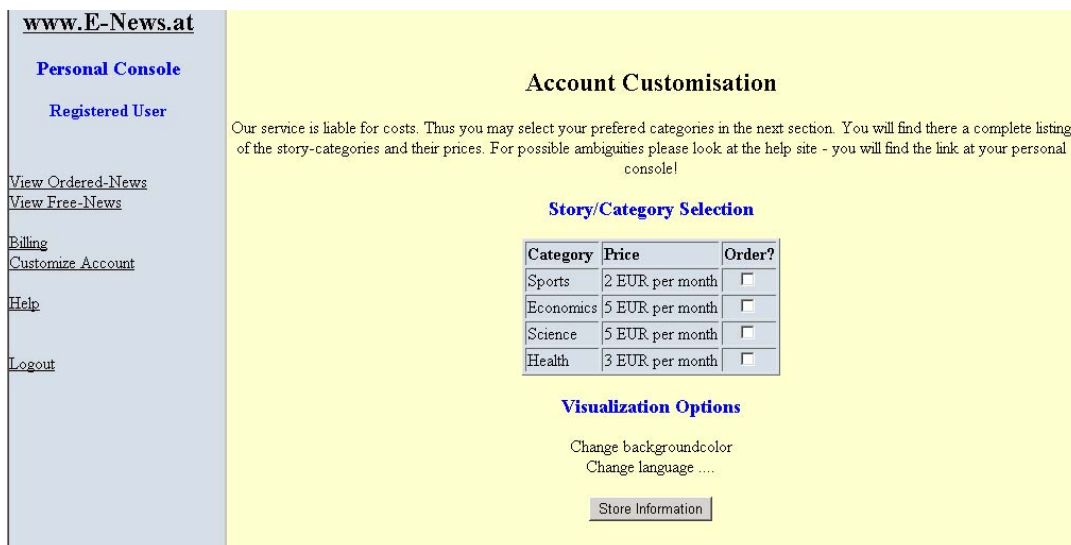 www.E-News.at
Personal Console
Registered User
View Ordered-News
View Free-News
Billing
Customize Account
Help
Logout
Account Customisation
Our service is liable for costs. Thus you may select your prefered categories in the next section. You will find there a complete listing
of the story-categories and their prices. For possible ambiguities please look at the help site - you will find the link at your personal
console!
Story/Category Selection
Category Price Order?
Sports 2 EUR per month
Economics 5 EUR per month
Science 5 EUR per month
Health 3 EUR per month
Visualization Options
Change backgroundcolor
Change language ....
Store Information